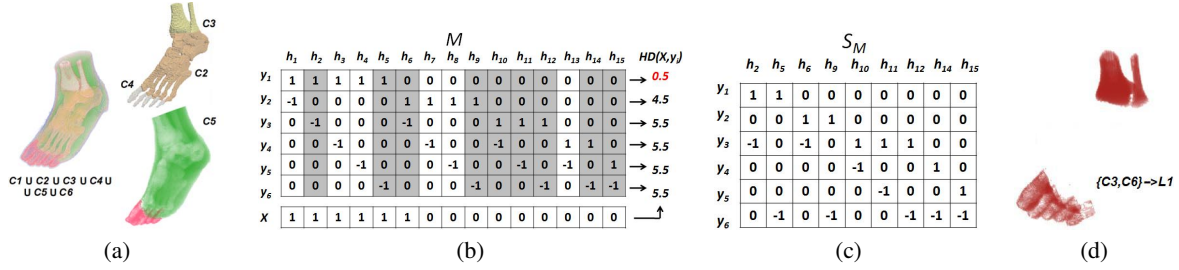 C3
C2
C4
C5
C1 U C2 U C3 U C4 U
U C5 U C6
(a)
M
h1 h2 h3 h4 h5 h6 h7 h8 h9 h10 h11 h12 h13 h14 h15 HD(X,yi)
y1 1 1 1 1 1 0 0 0 0 0 0 0 0 0 0 → 0.5
y2 -1 0 0 0 0 1 1 1 1 0 0 0 0 0 0 → 4.5
y3 0 -1 0 0 0 -1 0 0 0 1 1 1 0 0 0 → 5.5
y4 0 0 -1 0 0 0 -1 0 0 -1 0 0 1 1 0 → 5.5
y5 0 0 0 -1 0 0 0 -1 0 0 -1 0 -1 0 1 → 5.5
y6 0 0 0 0 -1 0 0 0 -1 0 0 -1 0 -1 -1 → 5.5
X 1 1 1 1 1 1 0 0 0 0 0 0 0 0 0
(b)
SM
h2 h5 h6 h9 h10 h11 h12 h14 h15
y1 1 1 0 0 0 0 0 0 0
y2 0 0 1 1 0 0 0 0 0
y3 -1 0 -1 0 1 1 1 0 0
y4 0 0 0 0 -1 0 0 1 0
y5 0 0 0 0 0 -1 0 0 1
y6 0 -1 0 -1 0 0 -1 -1 -1
(c)
{C3,C6}->L1
(d)